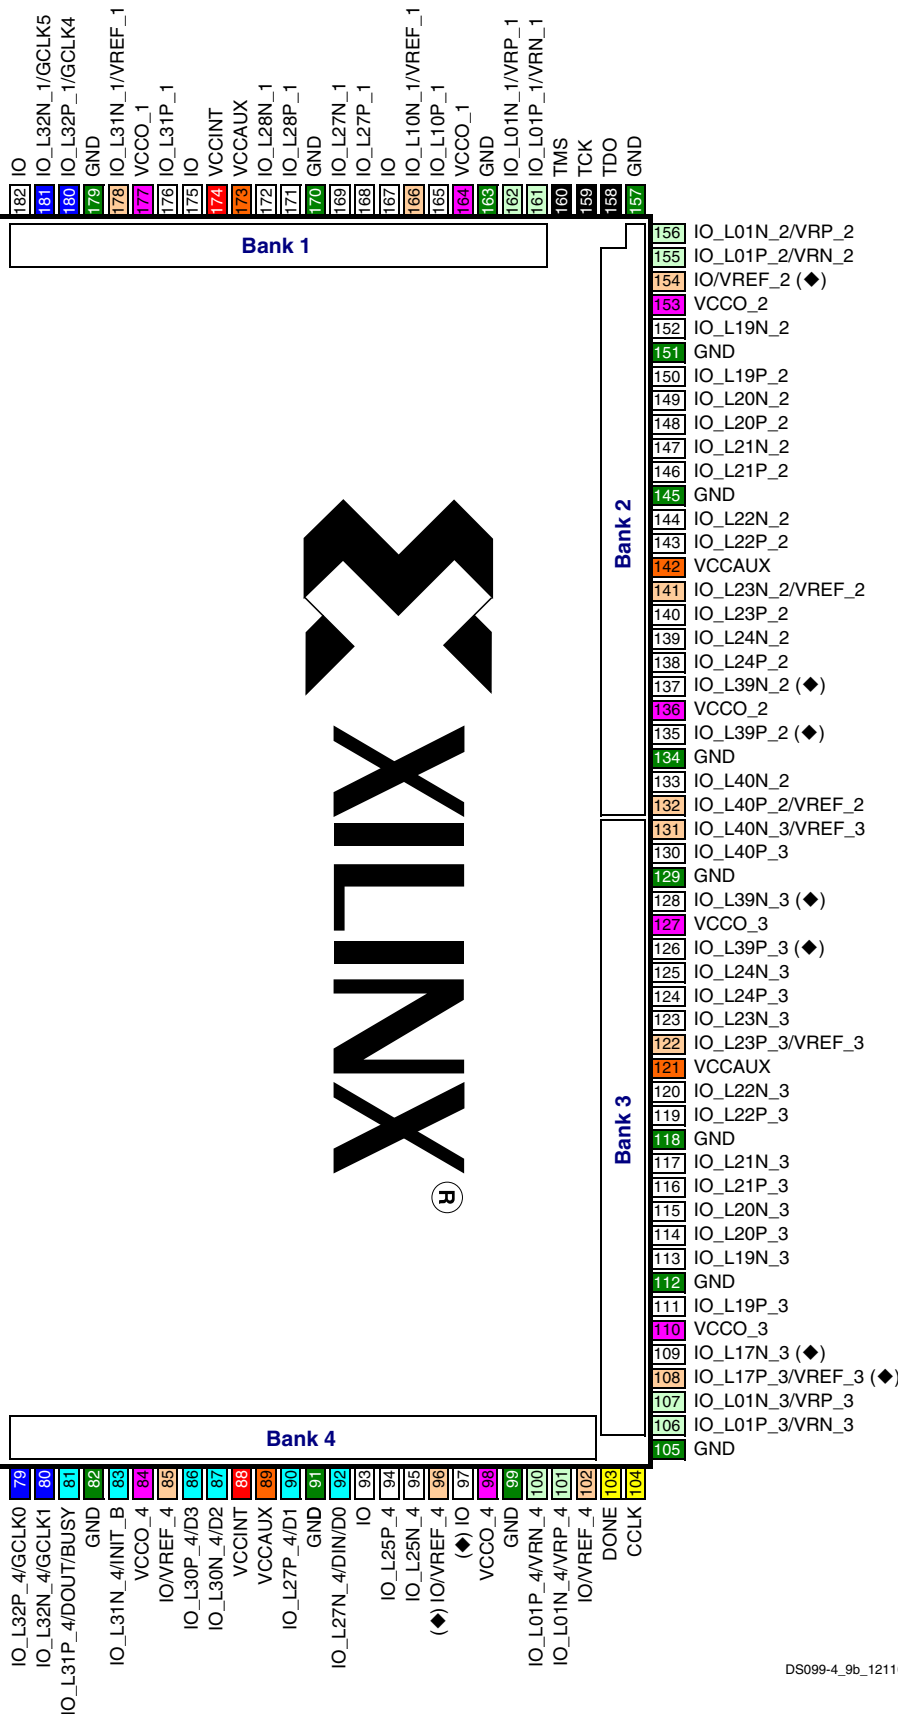 182 IO
181 IO_L32N_1/GCLK5
180 IO_L32P_1/GCLK4
179 GND
178 IO_L31N_1/VREF_1
177 VCCO_1
176 IO_L31P_1
175 IO
174 VCCINT
173 VCCAUX
172 IO_L28N_1
171 IO_L28P_1
170 GND
169 IO_L27N_1
168 IO_L27P_1
167 IO
166 IO_L10N_1/VREF_1
165 IO_L10P_1
164 VCCO_1
163 GND
162 IO_L01N_1/VRP_1
161 IO_L01P_1/VRN_1
160 TMS
159 TCK
158 TDO
157 GND
Bank 1
156 IO_L01N_2/VRP_2
155 IO_L01P_2/VRN_2
154 IO/VREF_2 (◆)
153 VCCO_2
152 IO_L19N_2
151 GND
150 IO_L19P_2
149 IO_L20N_2
148 IO_L20P_2
147 IO_L21N_2
146 IO_L21P_2
145 GND
144 IO_L22N_2
143 IO_L22P_2
142 VCCAUX
141 IO_L23N_2/VREF_2
140 IO_L23P_2
139 IO_L24N_2
138 IO_L24P_2
137 IO_L39N_2 (◆)
136 VCCO_2
135 IO_L39P_2 (◆)
134 GND
133 IO_L40N_2
132 IO_L40P_2/VREF_2
Bank 2
131 IO_L40N_3/VREF_3
130 IO_L40P_3
129 GND
128 IO_L39N_3 (◆)
127 VCCO_3
126 IO_L39P_3 (◆)
125 IO_L24N_3
124 IO_L24P_3
123 IO_L23N_3
122 IO_L23P_3/VREF_3
121 VCCAUX
120 IO_L22N_3
119 IO_L22P_3
118 GND
117 IO_L21N_3
116 IO_L21P_3
115 IO_L20N_3
114 IO_L20P_3
113 IO_L19N_3
112 GND
111 IO_L19P_3
110 VCCO_3
109 IO_L17N_3 (◆)
108 IO_L17P_3/VREF_3 (◆)
107 IO_L01N_3/VRP_3
106 IO_L01P_3/VRN_3
105 GND
Bank 3
XILINX ®
Bank 4
79 IO_L32P_4/GCLK0
80 IO_L32N_4/GCLK1
81 IO_L31P_4/DOUT/BUSY
82 GND
83 IO_L31N_4/INIT_B
84 VCCO_4
85 IO/VREF_4
86 IO_L30P_4/D3
87 IO_L30N_4/D2
88 VCCINT
89 VCCAUX
90 IO_L27P_4/D1
91 GND
92 IO_L27N_4/DIN/D0
93 IO
94 IO_L25P_4
95 IO_L25N_4
96 (◆) IO/VREF_4
97 (◆) IO
98 VCCO_4
99 GND
100 IO_L01P_4/VRN_4
101 IO_L01N_4/VRP_4
102 IO/VREF_4
103 DONE
104 CCLK